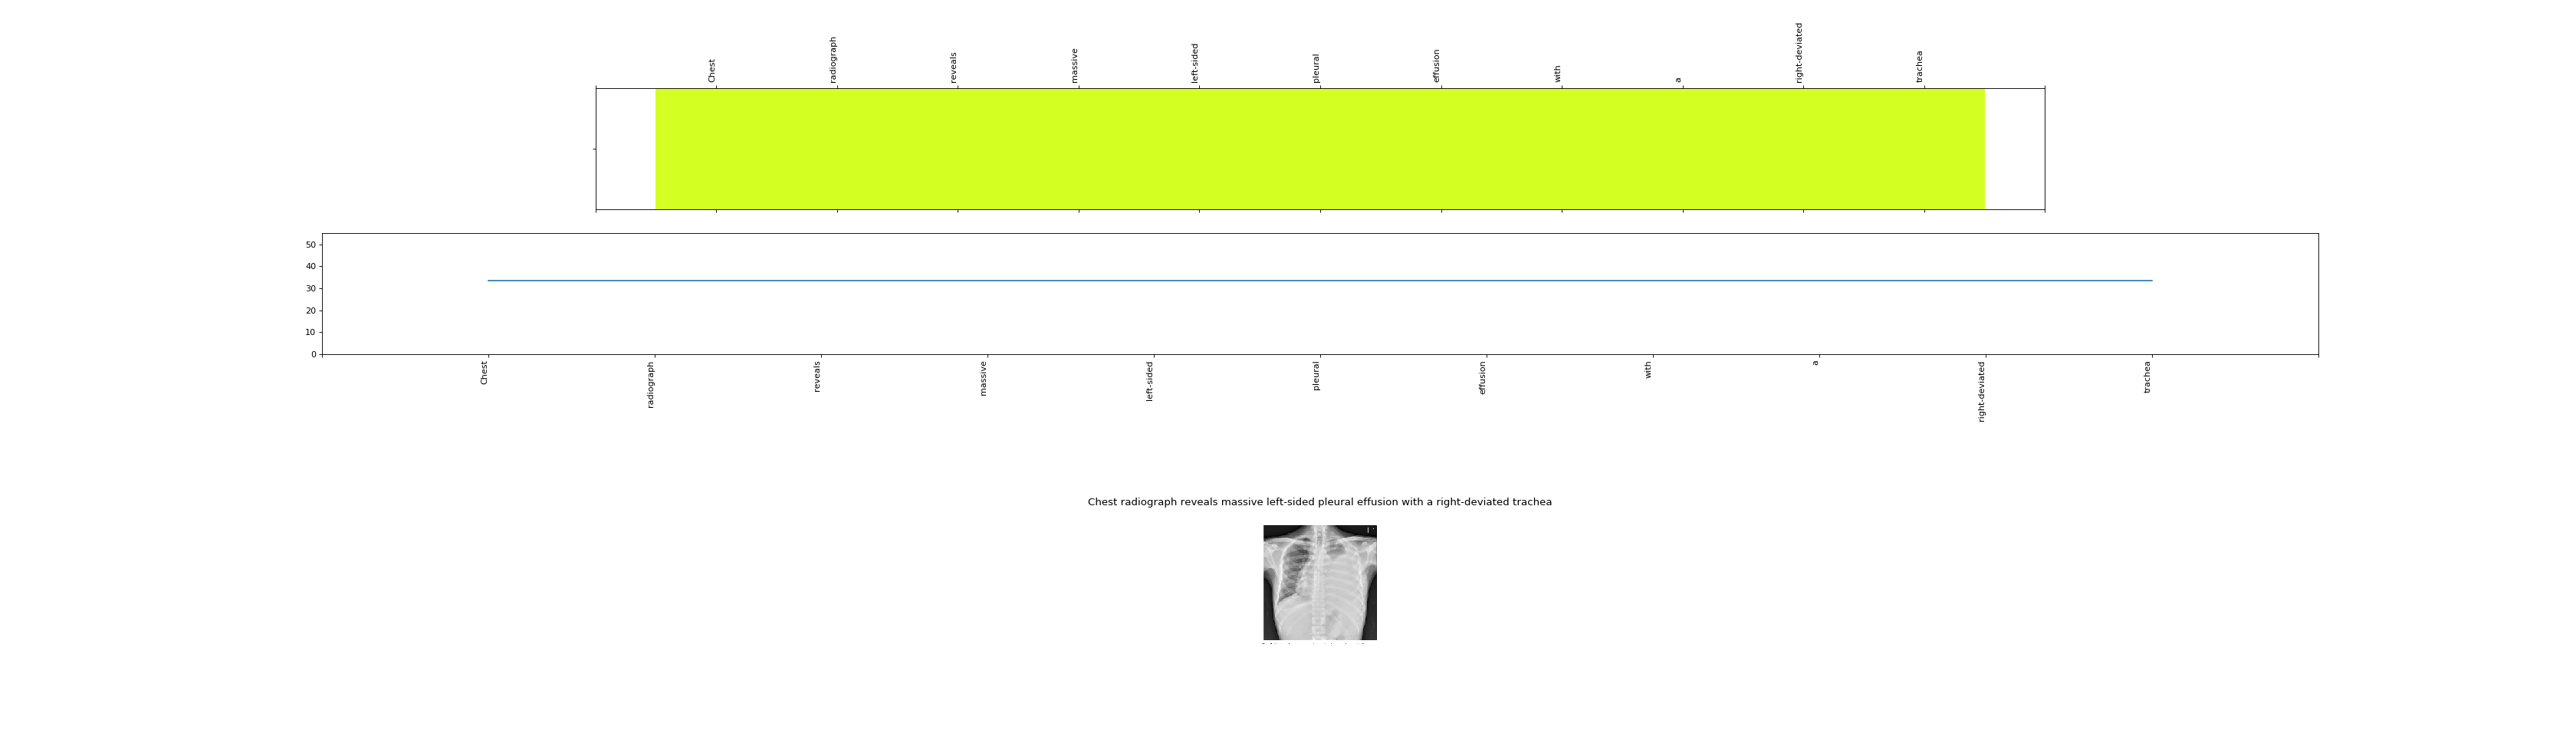 Chest radiograph reveals massive left-sided pleural effusion with a right-deviated trachea
50
40
30
20
10
0
Chest radiograph reveals massive left-sided pleural effusion with a right-deviated trachea
Chest radiograph reveals massive left-sided pleural effusion with a right-deviated trachea